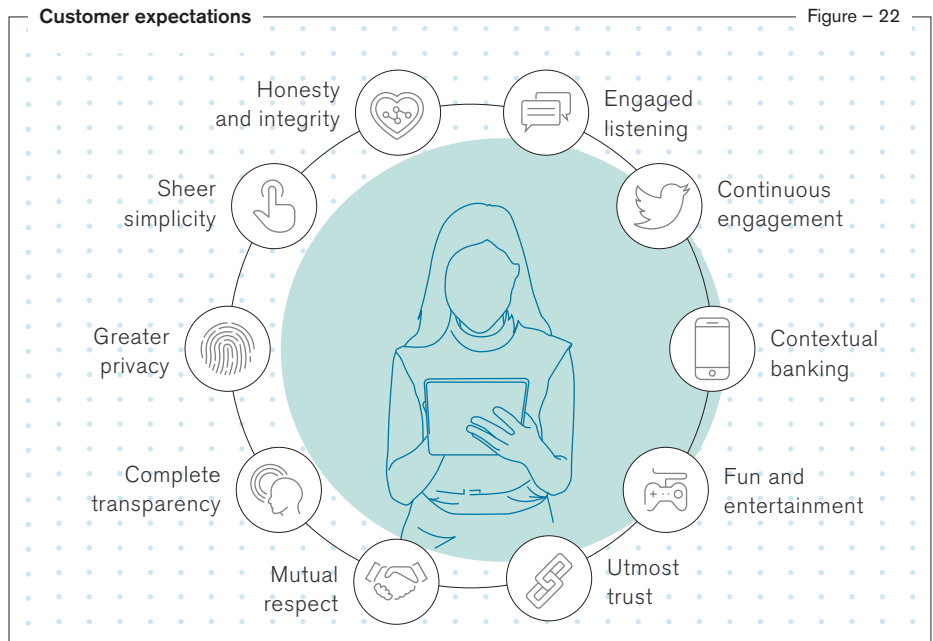 Customer expectations
Figure – 22
Honesty
and integrity
Engaged
listening
Sheer
simplicity
Continuous
engagement
Greater
privacy
Contextual
banking
Complete
transparency
Fun and
entertainment
Mutual
respect
Utmost
trust